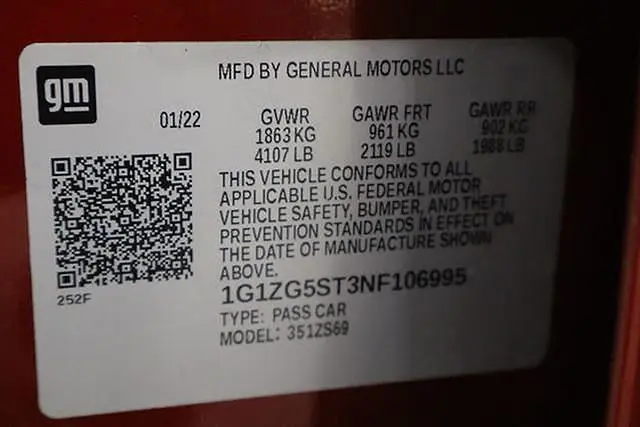 gm
MFD BY GENERAL MOTORS LLC
01/22
GVWR GAWR FRT GAWR RR
1863 KG 961 KG 902 KG
4107 LB 2119 LB 1988 LB
THIS VEHICLE CONFORMS TO ALL
APPLICABLE U.S. FEDERAL MOTOR
VEHICLE SAFETY, BUMPER, AND THEFT
PREVENTION STANDARDS IN EFFECT ON
THE DATE OF MANUFACTURE SHOWN
ABOVE.
252F
1G1ZG5ST3NF106995
TYPE: PASS CAR
MODEL: 351ZS69